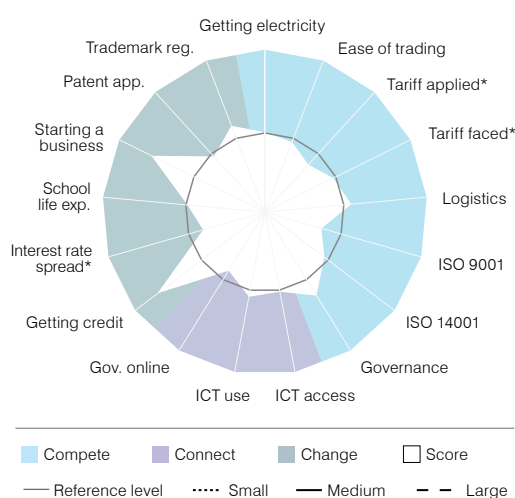 Getting electricity
Trademark reg.
Ease of trading
Patent app.
Tariff applied*
Starting a
business
Tariff faced*
School
life exp.
Logistics
Interest rate
spread*
ISO 9001
Getting credit
ISO 14001
Gov. online
Governance
ICT use
ICT access
Compete
Connect
Change
Score
Reference level
Small
Medium
Large